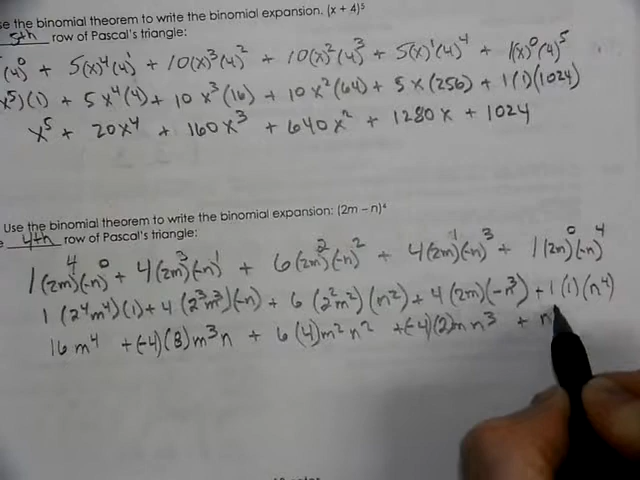 se the binomial theorem to write the binomial expansion. (x + 4)⁵
5th row of Pascal's triangle:
(4)⁰ + 5(x)⁴(4)¹ + 10(x)³(4)² + 10(x)²(4)³ + 5(x)¹(4)⁴ + 1(x)⁰(4)⁵
x⁵)(1) + 5x⁴(4) + 10x³(16) + 10x²(64) + 5x(256) + 1(1)(1024)
x⁵ + 20x⁴ + 160x³ + 640x² + 1280x + 1024
Use the binomial theorem to write the binomial expansion: (2m – n)⁴
e 4th row of Pascal's triangle:
1(2m)⁴(-n)⁰ + 4(2m)³(-n)¹ + 6(2m)²(-n)² + 4(2m)¹(-n)³ + 1(2m)⁰(-n)⁴
1(2⁴m⁴)(1) + 4(2³m³)(-n) + 6(2²m²)(n²) + 4(2m)(-n³) + 1(1)(n⁴)
16m⁴ + (-4)(8)m³n + 6(4)m²n² + (-4)(2)mn³ + n